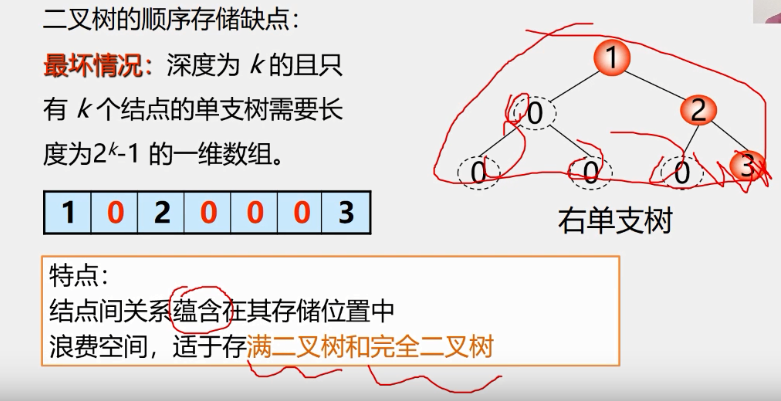 二叉树的顺序存储缺点：
最坏情况：深度为 k 的且只
有 k 个结点的单支树需要长
度为2ᵏ-1 的一维数组。
1 0 2 0 0 0 3
1
0 2
0 0 0 3
右单支树
特点：
结点间关系蕴含在其存储位置中
浪费空间，适于存满二叉树和完全二叉树